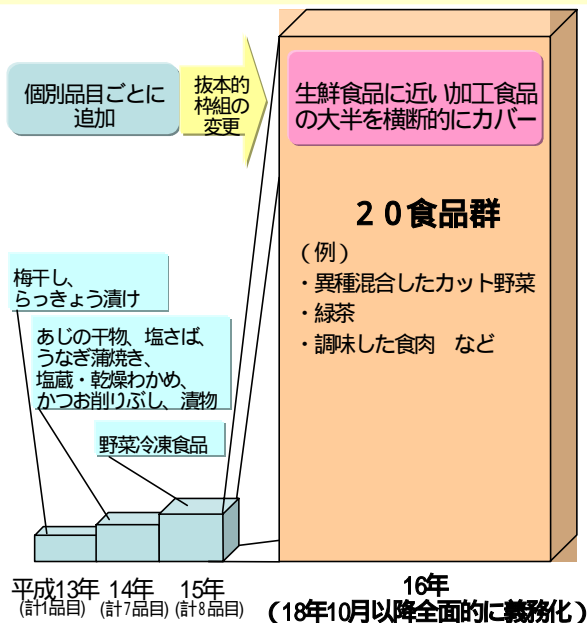 個別品目ごとに
追加
抜本的
枠組の
変更
生鮮食品に近い加工食品
の大半を横断的にカバー
２０食品群
（例）
・異種混合したカット野菜
・緑茶
・調味した食肉　など
梅干し、
らっきょう漬け
あじの干物、塩さば、
うなぎ蒲焼き、
塩蔵・乾燥わかめ、
かつお削りぶし、漬物
野菜冷凍食品
平成13年
(計1品目)
14年
(計7品目)
15年
(計8品目)
16年
（18年10月以降全面的に義務化）